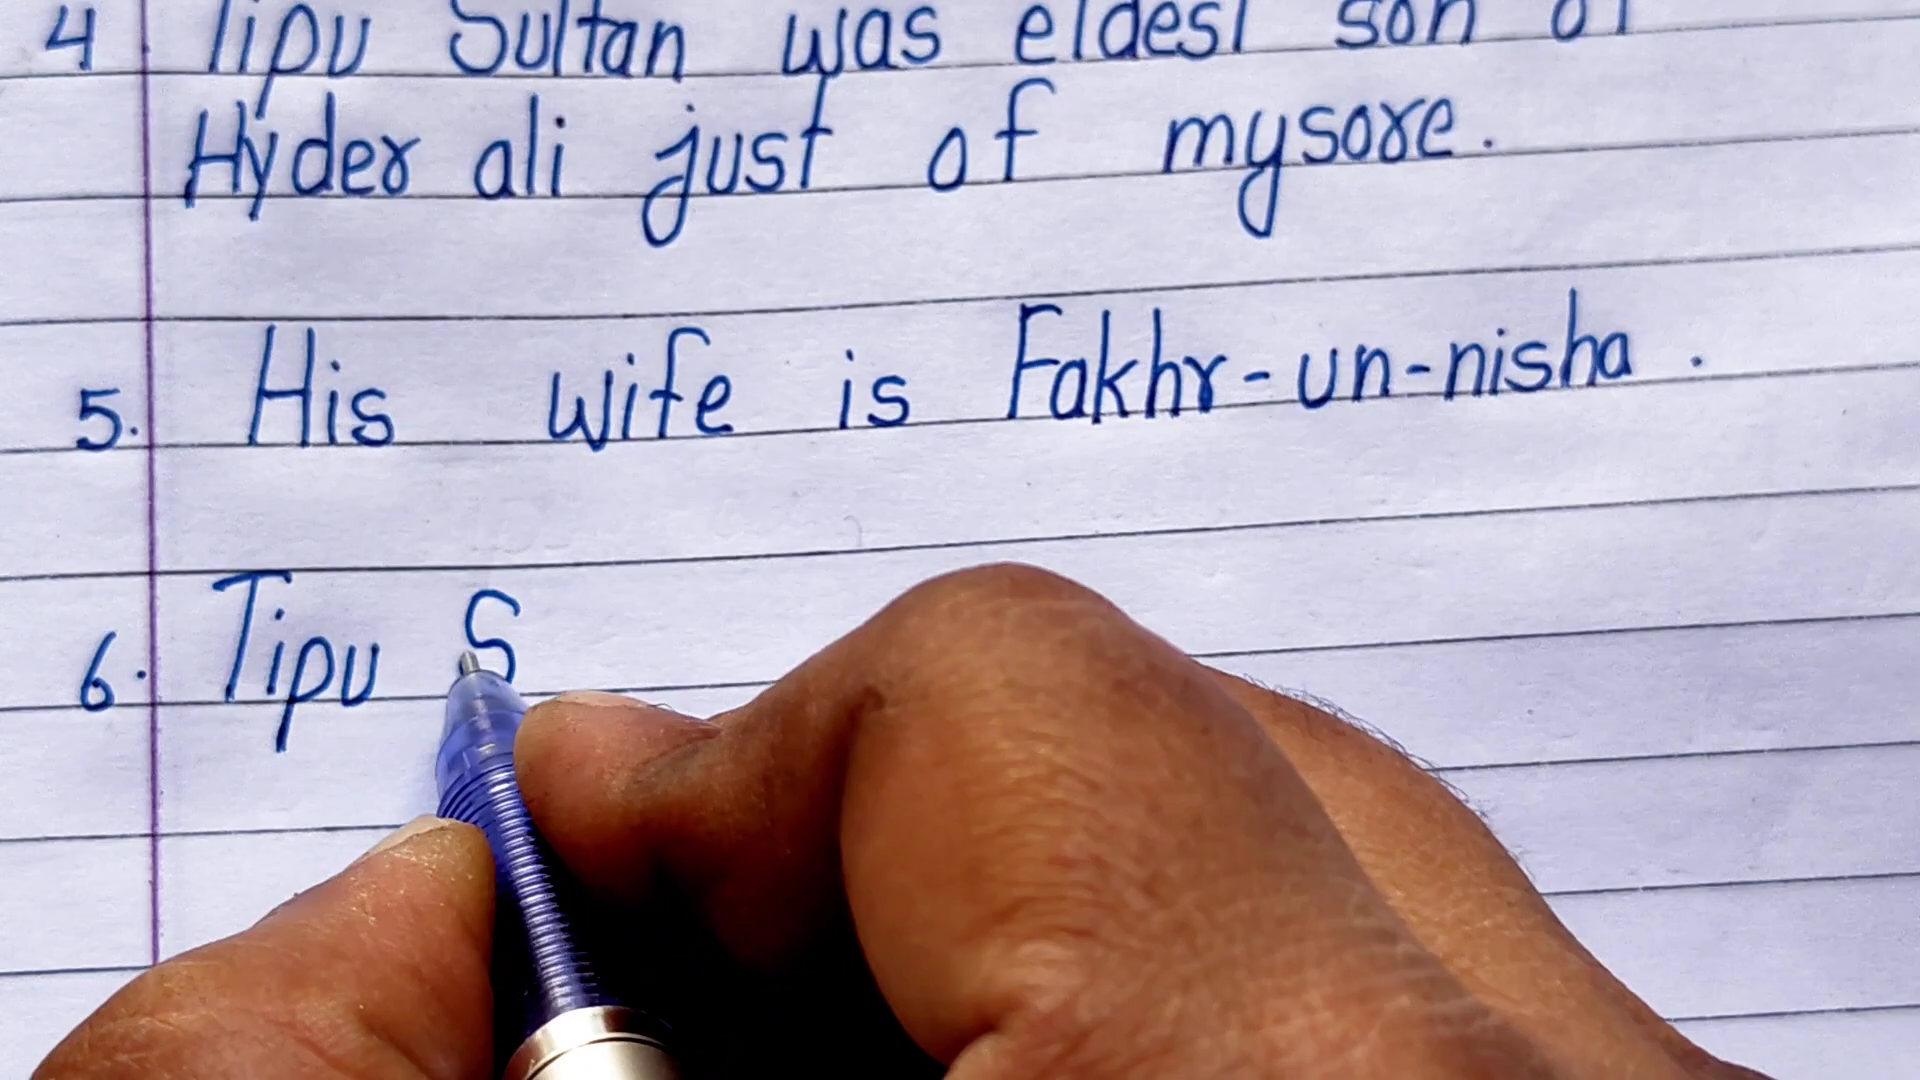 4 Tipu Sultan was eldest son of
Hyder ali just of mysore.
5. His wife is Fakhr-un-nisha.
6. Tipu S